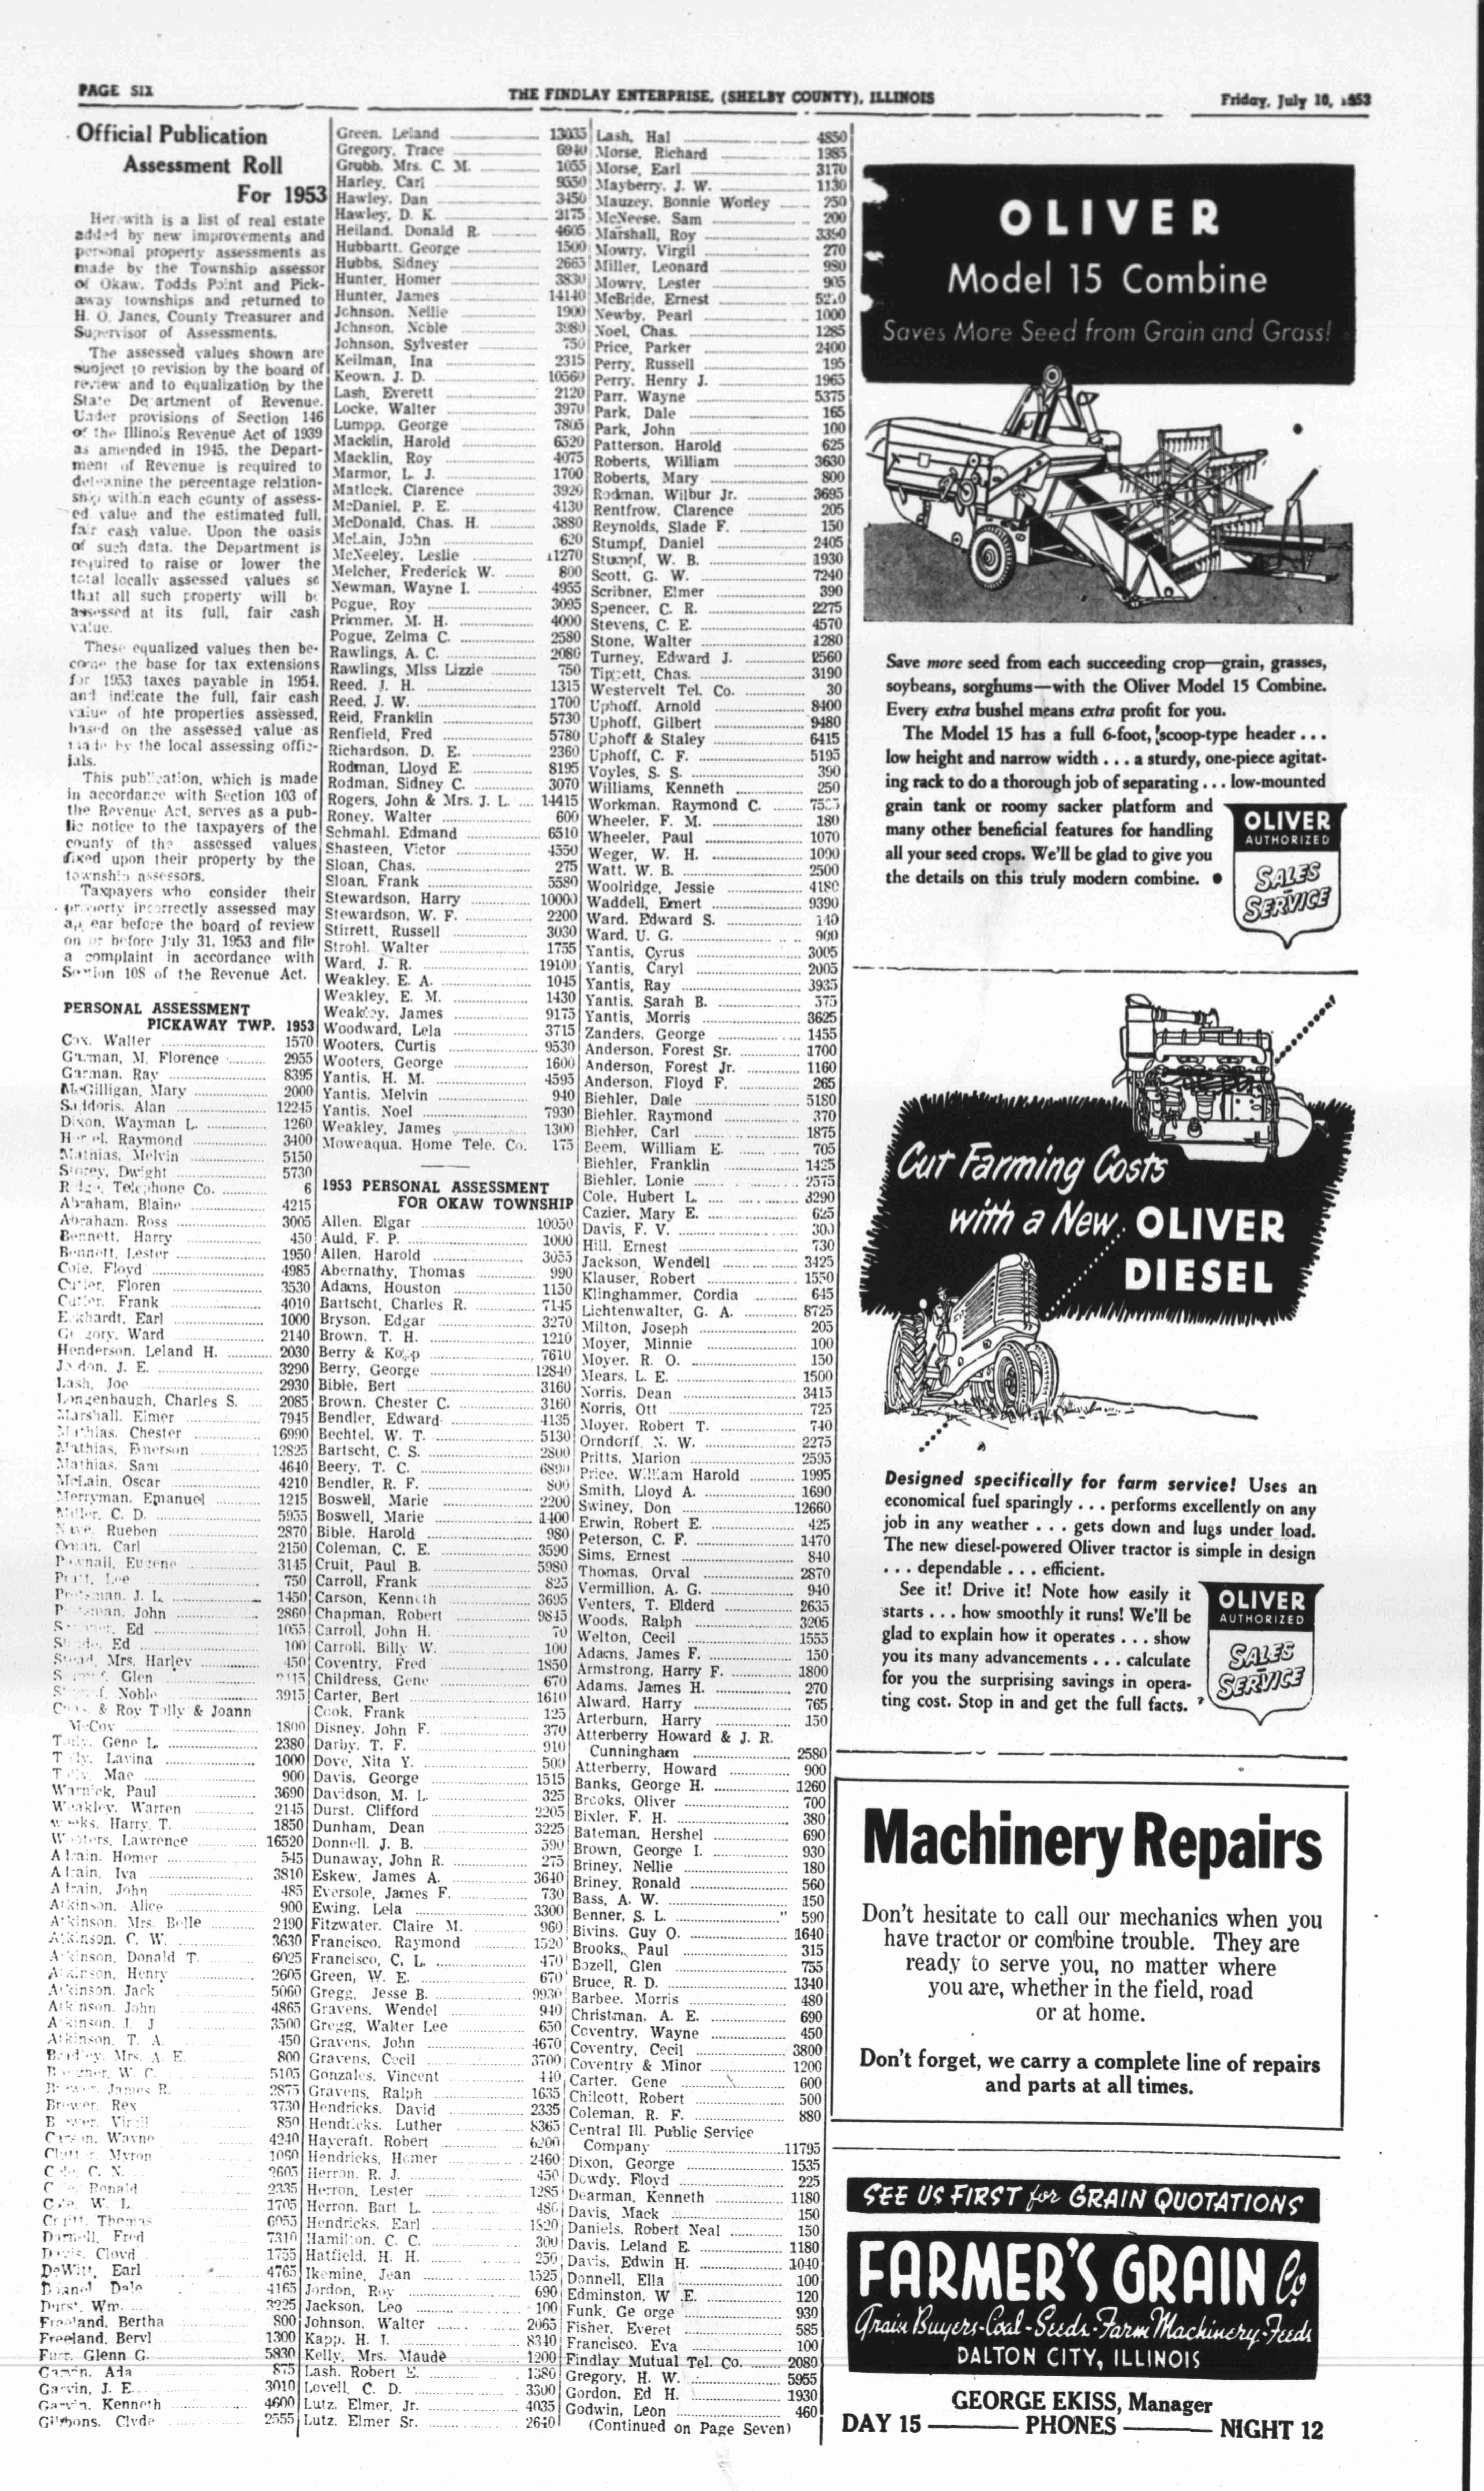 PAGE SIX
THE FINDLAY ENTERPRISE, (SHELBY COUNTY), ILLINOIS
Friday, July 10, 1953
Official Publication
Assessment Roll
For 1953
Herewith is a list of real estate
added by new improvements and
personal property assessments as
made by the Township assessor
of Okaw, Todds Point and Pick-
away townships and returned to
H. O. Janes, County Treasurer and
Supervisor of Assessments.
The assessed values shown are
subject to revision by the board of
review and to equalization by the
State Department of Revenue.
Under provisions of Section 146
of the Illinois Revenue Act of 1939
as amended in 1945, the Depart-
ment of Revenue is required to
determine the percentage relation-
ship within each county of assess-
ed value and the estimated full,
fair cash value. Upon the basis
of such data, the Department is
required to raise or lower the
total locally assessed values so
that all such property will be
assessed at its full, fair cash
value.
These equalized values then be-
come the base for tax extensions
for 1953 taxes payable in 1954,
and indicate the full, fair cash
value of hte properties assessed,
based on the assessed value as
made by the local assessing offic-
ials.
This publication, which is made
in accordance with Section 103 of
the Revenue Act, serves as a pub-
lic notice to the taxpayers of the
county of the assessed values
fixed upon their property by the
township assessors.
Taxpayers who consider their
property incorrectly assessed may
appear before the board of review
on or before July 31, 1953 and file
a complaint in accordance with
Section 108 of the Revenue Act.
PERSONAL ASSESSMENT
PICKAWAY TWP. 1953
Cox, Walter 1570
Garman, M. Florence 2955
Garman, Ray 8395
McGilligan, Mary 2000
Alan 12245
Dixon, Wayman L. 1260
Raymond 3400
Mathias, Melvin 5150
Storey, Dwight 5730
Telephone Co. 6
Abraham, Blaine 4215
Abraham, Ross 3005
Bennett, Harry 450
Bennett, Lester 1950
Cole, Floyd 4985
Cutler, Floren 3530
Cutler, Frank 4010
Eckhardt, Earl 1000
Gregory, Ward 2140
Henderson, Leland H. 2030
Jordon, J. E. 3290
Lash, Joe 2930
Longenbaugh, Charles S. 2085
Marshall, Elmer 7945
Mathias, Chester 6990
Mathias, Emerson 12825
Mathias, Sam 4640
McLain, Oscar 4210
Merryman, Emanuel 1215
Miller, C. D. 5955
Nave, Rueben 2870
Carl 2150
Pownall, Eugene 3145
Pratt, Lee 750
J. L. 1450
John 2860
Ed 1055
Ed 100
Stead, Mrs. Harley 450
Glen
Noble 3915
Chas. & Roy Tolly & Joann
McCoy 1800
Tolly, Gene L. 2380
Tolly, Lavina 1000
Tolly, Mae 900
Warnick, Paul 3690
Weakley, Warren 2145
Weeks, Harry T. 1850
Wooters, Lawrence 16520
Adrain, Homer 545
Adrain, Iva 3810
Adrain, John 485
Atkinson, Alice 900
Atkinson, Mrs. Belle 2190
Atkinson, C. W. 3630
Atkinson, Donald T. 6025
Atkinson, Henry 2605
Atkinson, Jack 5060
Atkinson, John 4865
Atkinson, J. J 3500
Atkinson, T. A. 450
Bradley, Mrs. A. E. 800
W. C. 5105
Brewer, James R. 2875
Brewer, Rex 3730
Brewer, Virgil 850
Carson, Wayne 4240
Myron 1060
Cole, C. N. 2605
Cole, Ronald 2335
Cole, W. L. 1705
Thomas 6055
Darnell, Fred 7310
Davis, Cloyd 1755
DeWitt, Earl 4765
Dale 4165
Durst, Wm. 3225
Freeland, Bertha 800
Freeland, Beryl 1300
Furr, Glenn G. 5830
Garvin, Ada 875
Garvin, J. E. 3010
Garvin, Kenneth 4600
Gibbons, Clyde 2555
Green, Leland 13035
Gregory, Trace 6940
Grubb, Mrs. C. M. 1055
Harley, Carl 9550
Hawley, Dan 3450
Hawley, D. K. 2175
Heiland, Donald R. 4605
Hubbartt, George 1500
Hubbs, Sidney 2665
Hunter, Homer 3830
Hunter, James 14140
Johnson, Nellie 1900
Johnson, Noble 3980
Johnson, Sylvester 750
Keilman, Ina 2315
Keown, J. D. 10560
Lash, Everett 2120
Locke, Walter 3970
Lumpp, George 7805
Macklin, Harold 6520
Macklin, Roy 4075
Marmor, L. J. 1700
Matlock, Clarence 3920
McDaniel, P. E. 4130
McDonald, Chas. H. 3880
McLain, John 620
McNeeley, Leslie 11270
Melcher, Frederick W. 800
Newman, Wayne I. 4955
Pogue, Roy 3095
Primmer, M. H. 4000
Pogue, Zelma C. 2580
Rawlings, A. C. 2080
Rawlings, Miss Lizzie 750
Reed, J. H. 1315
Reed, J. W. 1700
Reid, Franklin 5730
Renfield, Fred 5780
Richardson, D. E. 2360
Rodman, Lloyd E. 8195
Rodman, Sidney C. 3070
Rogers, John & Mrs. J. L. 14415
Roney, Walter 600
Schmahl, Edmand 6510
Shasteen, Victor 4550
Sloan, Chas. 275
Sloan, Frank 5580
Stewardson, Harry 10000
Stewardson, W. F. 2200
Stirrett, Russell 3030
Strohl, Walter 1755
Ward, J. R. 19100
Weakley, E. A. 1045
Weakley, E. M. 1430
Weakley, James 9175
Woodward, Lela 3715
Wooters, Curtis 9530
Wooters, George 1600
Yantis, H. M. 4595
Yantis, Melvin 940
Yantis, Noel 7930
Weakley, James 1300
Moweaqua, Home Tele. Co. 175
1953 PERSONAL ASSESSMENT
FOR OKAW TOWNSHIP
Allen, Elgar 10050
Auld, F. P. 1000
Allen, Harold 3055
Abernathy, Thomas 990
Adams, Houston 1150
Bartscht, Charles R. 7145
Bryson, Edgar 3270
Brown, T. H. 1210
Berry & Kopp 7610
Berry, George 12840
Bible, Bert 3160
Brown, Chester C. 3160
Bendler, Edward 4135
Bechtel, W. T. 5130
Bartscht, C. S. 2800
Beery, T. C. 6890
Bendler, R. F. 800
Boswell, Marie 2200
Boswell, Marie 1400
Bible, Harold 980
Coleman, C. E. 3590
Cruit, Paul B. 5980
Carroll, Frank 825
Carson, Kenneth 3695
Chapman, Robert 9845
Carroll, John H. 70
Carroll, Billy W. 100
Coventry, Fred 1850
Childress, Gene 670
Carter, Bert 1610
Cook, Frank 125
Disney, John F. 370
Darby, T. F. 910
Dove, Nita Y. 500
Davis, George 1515
Davidson, M. L. 325
Durst, Clifford 2205
Dunham, Dean 3225
Donnell, J. B. 590
Dunaway, John R. 275
Eskew, James A. 3640
Eversole, James F. 730
Ewing, Lela 3300
Fitzwater, Claire M. 960
Francisco, Raymond 1520
Francisco, C. L. 470
Green, W. E. 670
Gregg, Jesse B. 9930
Gravens, Wendel 940
Gregg, Walter Lee 650
Gravens, John 4670
Gravens, Cecil 3700
Gonzales, Vincent 440
Gravens, Ralph 1635
Hendricks, David 2335
Hendricks, Luther 8365
Haycraft, Robert 6200
Hendricks, Homer 2460
Herron, R. J. 450
Herron, Lester 1285
Herron, Bart L. 480
Hendricks, Earl 1820
Hamilton, C. C. 300
Hatfield, H. H. 250
Ikemine, Jean 1525
Jordon, Roy 690
Jackson, Leo 100
Johnson, Walter 2065
Kapp, H. J. 8340
Kelly, Mrs. Maude 1200
Lash, Robert E. 1380
Lovell, C. D. 3500
Lutz, Elmer, Jr. 4035
Lutz, Elmer Sr. 2640
Lash, Hal 4850
Morse, Richard 1385
Morse, Earl 3170
Mayberry, J. W. 1130
Mauzey, Bonnie Worley 250
McNeese, Sam 200
Marshall, Roy 3350
Mowry, Virgil 270
Miller, Leonard 980
Mowry, Lester 905
McBride, Ernest
Newby, Pearl 1000
Noel, Chas. 1285
Price, Parker 2400
Perry, Russell 195
Perry, Henry J. 1965
Parr, Wayne 5375
Park, Dale 165
Park, John 100
Patterson, Harold 625
Roberts, William 3630
Roberts, Mary 800
Rodman, Wilbur Jr. 3695
Rentfrow, Clarence 205
Reynolds, Slade F. 150
Stumpf, Daniel 2405
Stumpf, W. B. 1930
Scott, G. W. 7240
Scribner, Elmer 390
Spencer, C. R. 2275
Stevens, C. E. 4570
Stone, Walter 1280
Turney, Edward J. 2560
Tippett, Chas. 3190
Westervelt Tel. Co. 30
Uphoff, Arnold 8400
Uphoff, Gilbert 9480
Uphoff & Staley 6415
Uphoff, C. F. 5195
Voyles, S. S. 390
Williams, Kenneth 250
Workman, Raymond C.
Wheeler, F. M. 180
Wheeler, Paul 1070
Weger, W. H. 1090
Watt, W. B. 2500
Woolridge, Jessie 4180
Waddell, Emert 9390
Ward, Edward S. 140
Ward, U. G. 900
Yantis, Cyrus 3005
Yantis, Caryl 2005
Yantis, Ray 3935
Yantis, Sarah B. 575
Yantis, Morris 3625
Zanders, George 1455
Anderson, Forest Sr. 1700
Anderson, Forest Jr. 1160
Anderson, Floyd F. 265
Biehler, Dale 5180
Biehler, Raymond 370
Biehler, Carl 1875
Beem, William E. 705
Biehler, Franklin 1425
Biehler, Lonie 2575
Cole, Hubert L. 3290
Cazier, Mary E. 625
Davis, F. V. 300
Hill, Ernest 730
Jackson, Wendell 3425
Klauser, Robert 1550
Klinghammer, Cordia 645
Lichtenwalter, G. A. 8725
Milton, Joseph 205
Moyer, Minnie 100
Moyer, R. O. 150
Mears, L. E. 1500
Norris, Dean 3415
Norris, Ott 725
Moyer, Robert T. 740
Orndorff, N. W. 2275
Pritts, Marion 2595
Price, William Harold 1995
Smith, Lloyd A. 1690
Swiney, Don 12660
Erwin, Robert E. 425
Peterson, C. F. 1470
Sims, Ernest 840
Thomas, Orval 2870
Vermillion, A. G. 940
Venters, T. Elderd 2635
Woods, Ralph 3205
Welton, Cecil 1555
Adams, James F. 150
Armstrong, Harry F. 1800
Adams, James H. 270
Alward, Harry 765
Arterburn, Harry 150
Atterberry Howard & J. R.
Cunningham 2580
Atterberry, Howard 900
Banks, George H. 1260
Brooks, Oliver 700
Bixler, F. H. 380
Bateman, Hershel 690
Brown, George I. 930
Briney, Nellie 180
Briney, Ronald 560
Bass, A. W. 150
Benner, S. L. " 590
Bivins, Guy O. 1640
Brooks, Paul 315
Bozell, Glen 755
Bruce, R. D. 1340
Barbee, Morris 480
Christman, A. E. 690
Coventry, Wayne 450
Coventry, Cecil 3800
Coventry & Minor 1200
Carter, Gene 600
Chilcott, Robert 500
Coleman, R. F. 880
Central Ill. Public Service
Company 11795
Dixon, George 1535
Dowdy, Floyd 225
Dearman, Kenneth 1180
Davis, Mack 150
Daniels, Robert Neal 150
Davis, Leland E. 1180
Davis, Edwin H. 1040
Donnell, Ella 100
Edminston, W .E. 120
Funk, Ge orge 930
Fisher, Everet 585
Francisco, Eva 100
Findlay Mutual Tel. Co. 2080
Gregory, H. W. 5955
Gordon, Ed H. 1930
Godwin, Leon 460
(Continued on Page Seven)
OLIVER
Model 15 Combine
Saves More Seed from Grain and Grass!
Save more seed from each succeeding crop—grain, grasses,
soybeans, sorghums—with the Oliver Model 15 Combine.
Every extra bushel means extra profit for you.
The Model 15 has a full 6-foot, scoop-type header . . .
low height and narrow width . . . a sturdy, one-piece agitat-
ing rack to do a thorough job of separating . . . low-mounted
grain tank or roomy sacker platform and
many other beneficial features for handling
all your seed crops. We'll be glad to give you
the details on this truly modern combine.
OLIVER
AUTHORIZED
SALES
SERVICE
Cut Farming Costs
with a New OLIVER
DIESEL
Designed specifically for farm service! Uses an
economical fuel sparingly . . . performs excellently on any
job in any weather . . . gets down and lugs under load.
The new diesel-powered Oliver tractor is simple in design
. . . dependable . . . efficient.
See it! Drive it! Note how easily it
starts . . . how smoothly it runs! We'll be
glad to explain how it operates . . . show
you its many advancements . . . calculate
for you the surprising savings in opera-
ting cost. Stop in and get the full facts.
OLIVER
AUTHORIZED
SALES
SERVICE
Machinery Repairs
Don't hesitate to call our mechanics when you
have tractor or combine trouble. They are
ready to serve you, no matter where
you are, whether in the field, road
or at home.
Don't forget, we carry a complete line of repairs
and parts at all times.
SEE US FIRST for GRAIN QUOTATIONS
FARMER'S GRAIN Co.
Grain Buyers-Coal-Seeds-Farm Machinery-Feeds
DALTON CITY, ILLINOIS
GEORGE EKISS, Manager
DAY 15 — PHONES — NIGHT 12